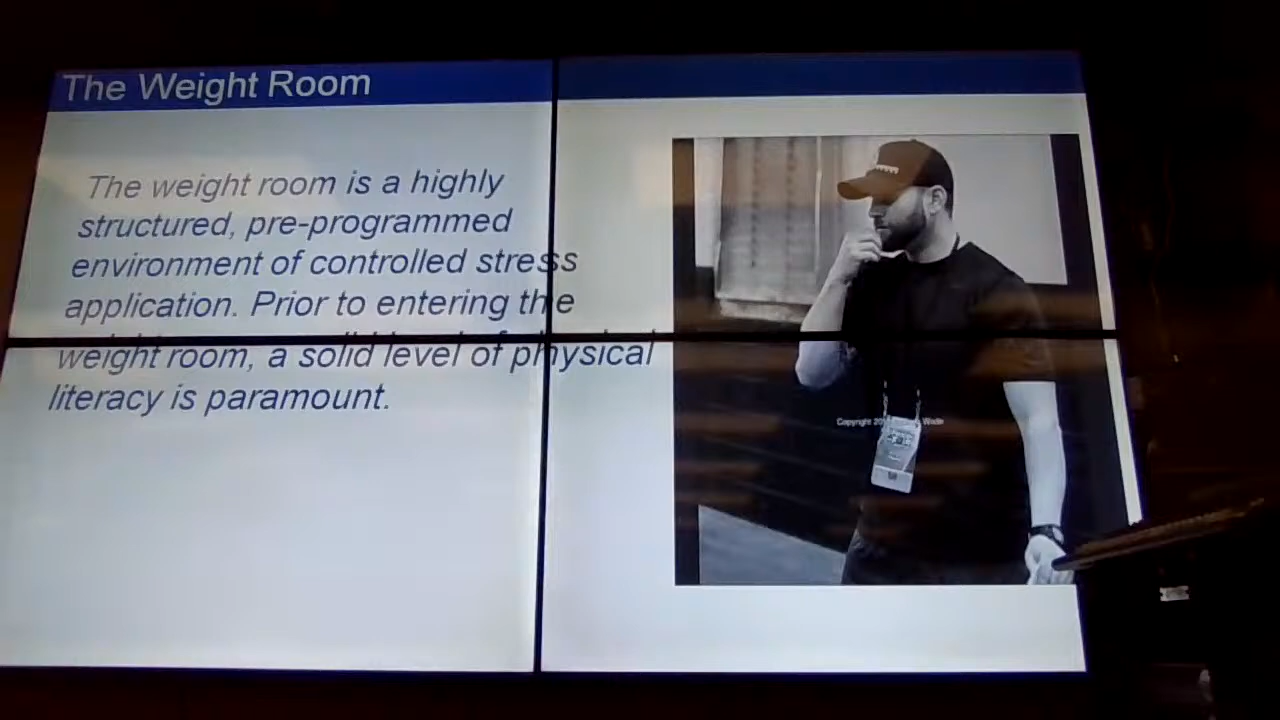 The Weight Room
The weight room is a highly
structured, pre-programmed
environment of controlled stress
application. Prior to entering the
weight room, a solid level of physical
literacy is paramount.
Copyright